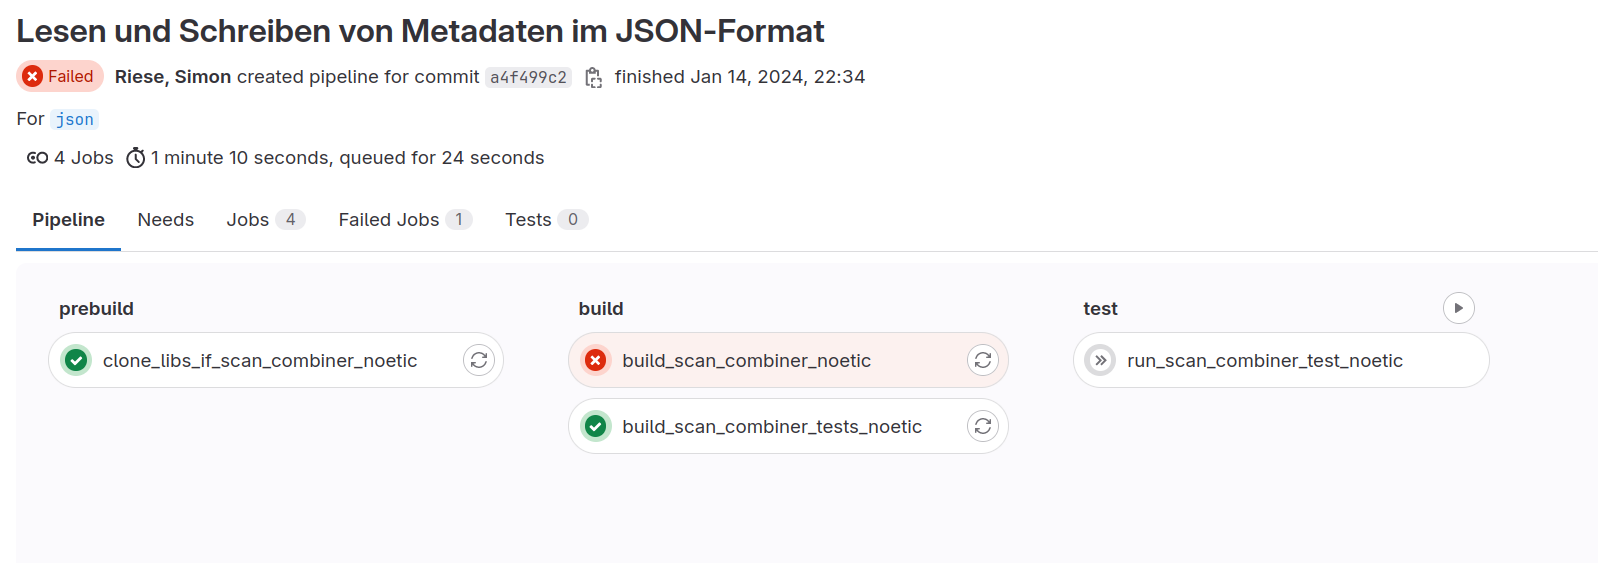 Lesen und Schreiben von Metadaten im JSON-Format
Failed Riese, Simon created pipeline for commit a4f499c2 finished Jan 14, 2024, 22:34
For json
4 Jobs 1 minute 10 seconds, queued for 24 seconds
Pipeline Needs Jobs 4 Failed Jobs 1 Tests 0
prebuild build test
clone_libs_if_scan_combiner_noetic build_scan_combiner_noetic run_scan_combiner_test_noetic
build_scan_combiner_tests_noetic